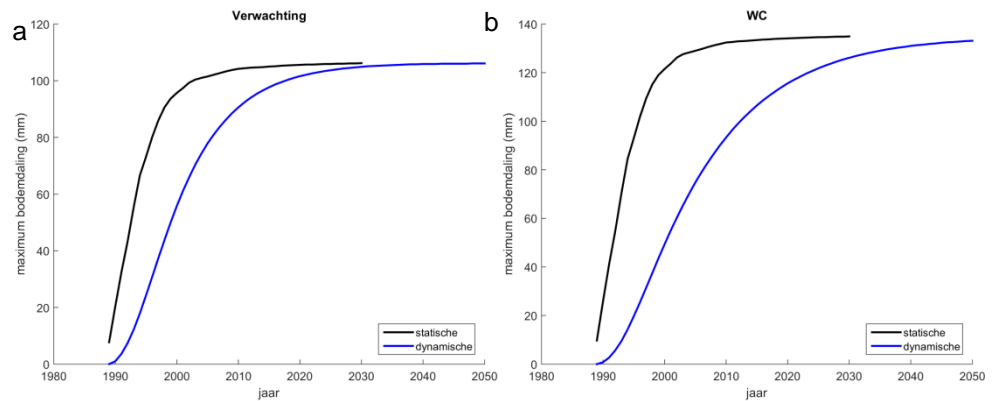 a
Verwachting
maximum bodemdaling (mm)
120
100
80
60
40
20
0
1980 1990 2000 2010 2020 2030 2040 2050
jaar
statische
dynamische
b
WC
maximum bodemdaling (mm)
140
120
100
80
60
40
20
0
1980 1990 2000 2010 2020 2030 2040 2050
jaar
statische
dynamische